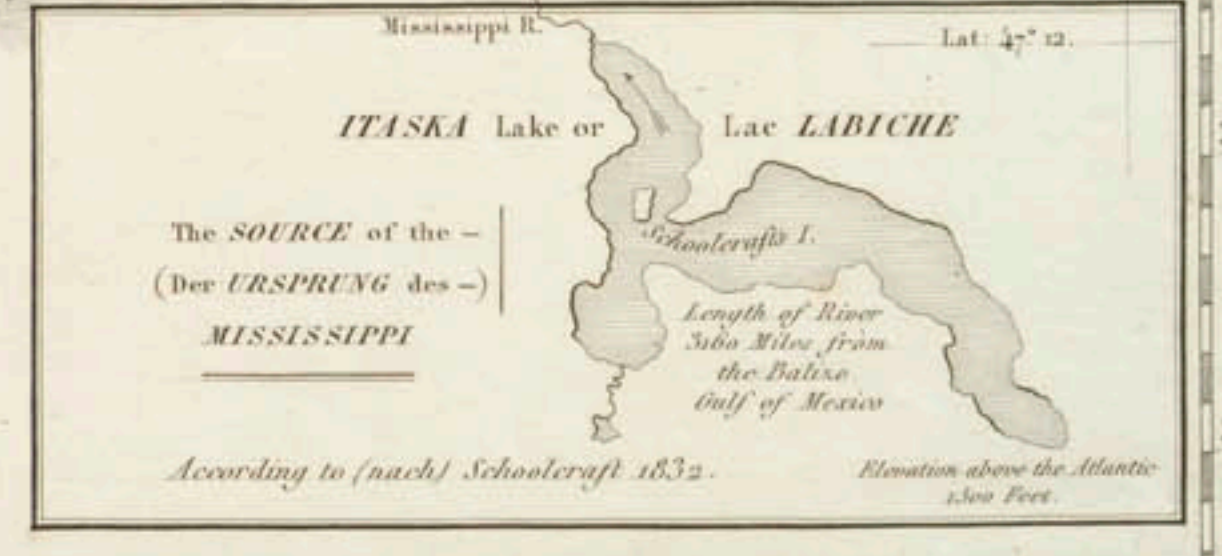 Mississippi R.
Lat: 47.° 12.
ITASKA Lake or Lac LABICHE
The SOURCE of the –
(Der URSPRUNG des –)
MISSISSIPPI
Schoolcrafts I.
Length of River
3160 Miles from
the Balize
Gulf of Mexico
According to (nach) Schoolcraft 1832.
Elevation above the Atlantic
1500 Feet.